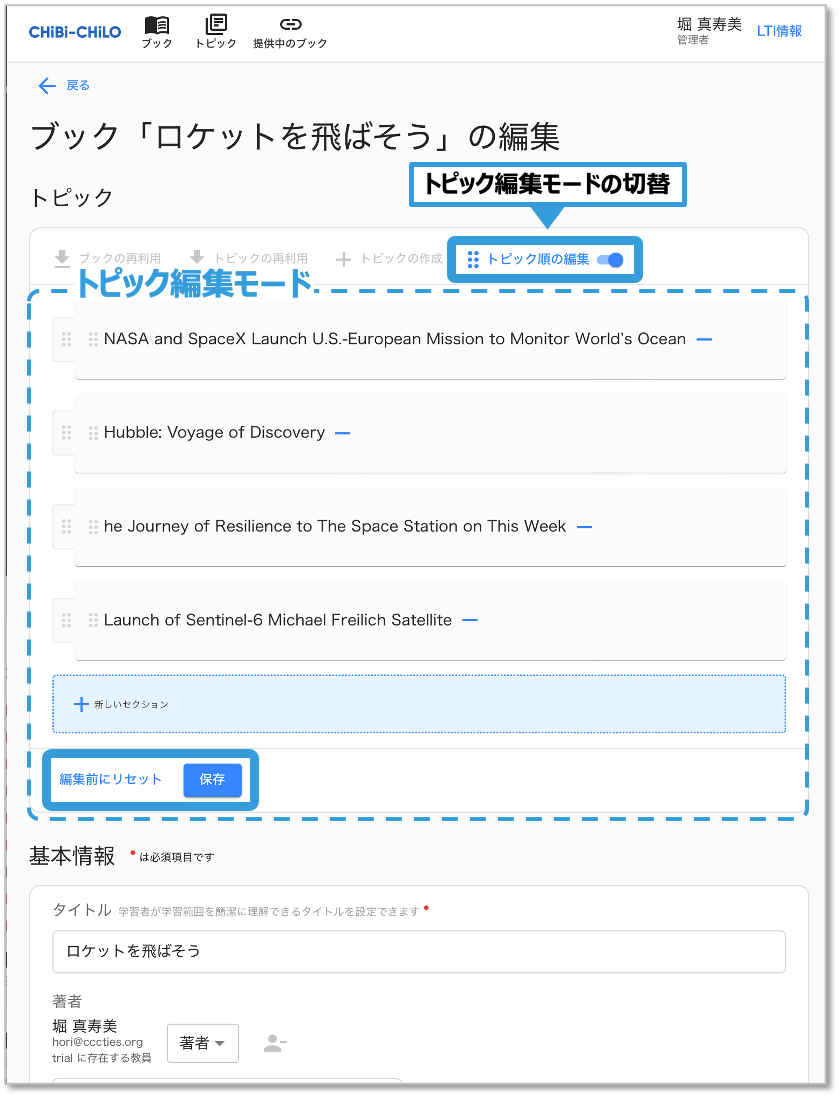 CHiBi-CHiLO
ブック
トピック
提供中のブック
堀 真寿美
管理者
LTI情報
戻る
ブック「ロケットを飛ばそう」の編集
トピック編集モードの切替
トピック
ブックの再利用
トピックの再利用
トピックの作成
トピック順の編集
トピック編集モード
NASA and SpaceX Launch U.S.-European Mission to Monitor World's Ocean
Hubble: Voyage of Discovery
he Journey of Resilience to The Space Station on This Week
Launch of Sentinel-6 Michael Freilich Satellite
新しいセクション
編集前にリセット
保存
基本情報 * は必須項目です
タイトル 学習者が学習範囲を簡潔に理解できるタイトルを設定できます *
ロケットを飛ばそう
著者
堀 真寿美
hori@cccties.org
trial に存在する教員
著者